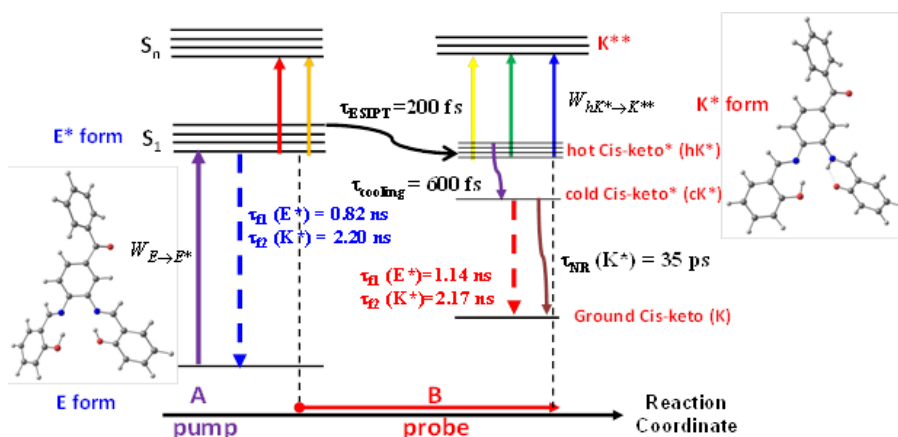 Sn
K**
τESIPT=200 fs
WhK*→K**
K* form
E* form
S1
hot Cis-keto* (hK*)
τcooling= 600 fs
cold Cis-keto* (cK*)
τf1 (E*) = 0.82 ns
τf2 (K*) = 2.20 ns
WE→E*
τNR (K*) = 35 ps
τf1 (E*)=1.14 ns
τf2 (K*)=2.17 ns
Ground Cis-keto (K)
E form
A
B
pump
probe
Reaction
Coordinate